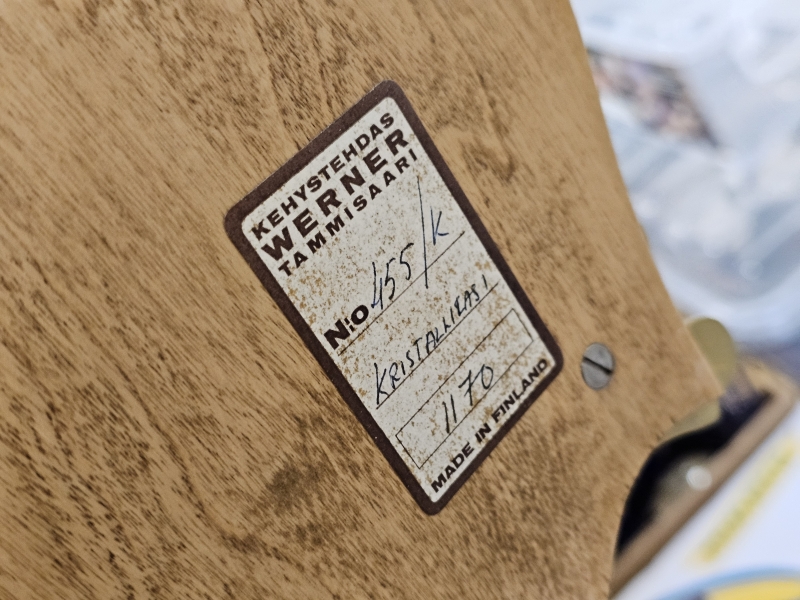 KEHYSTEHDAS
WERNER
TAMMISAARI
N:o 455/K
KRISTALLILASI
1170
MADE IN FINLAND